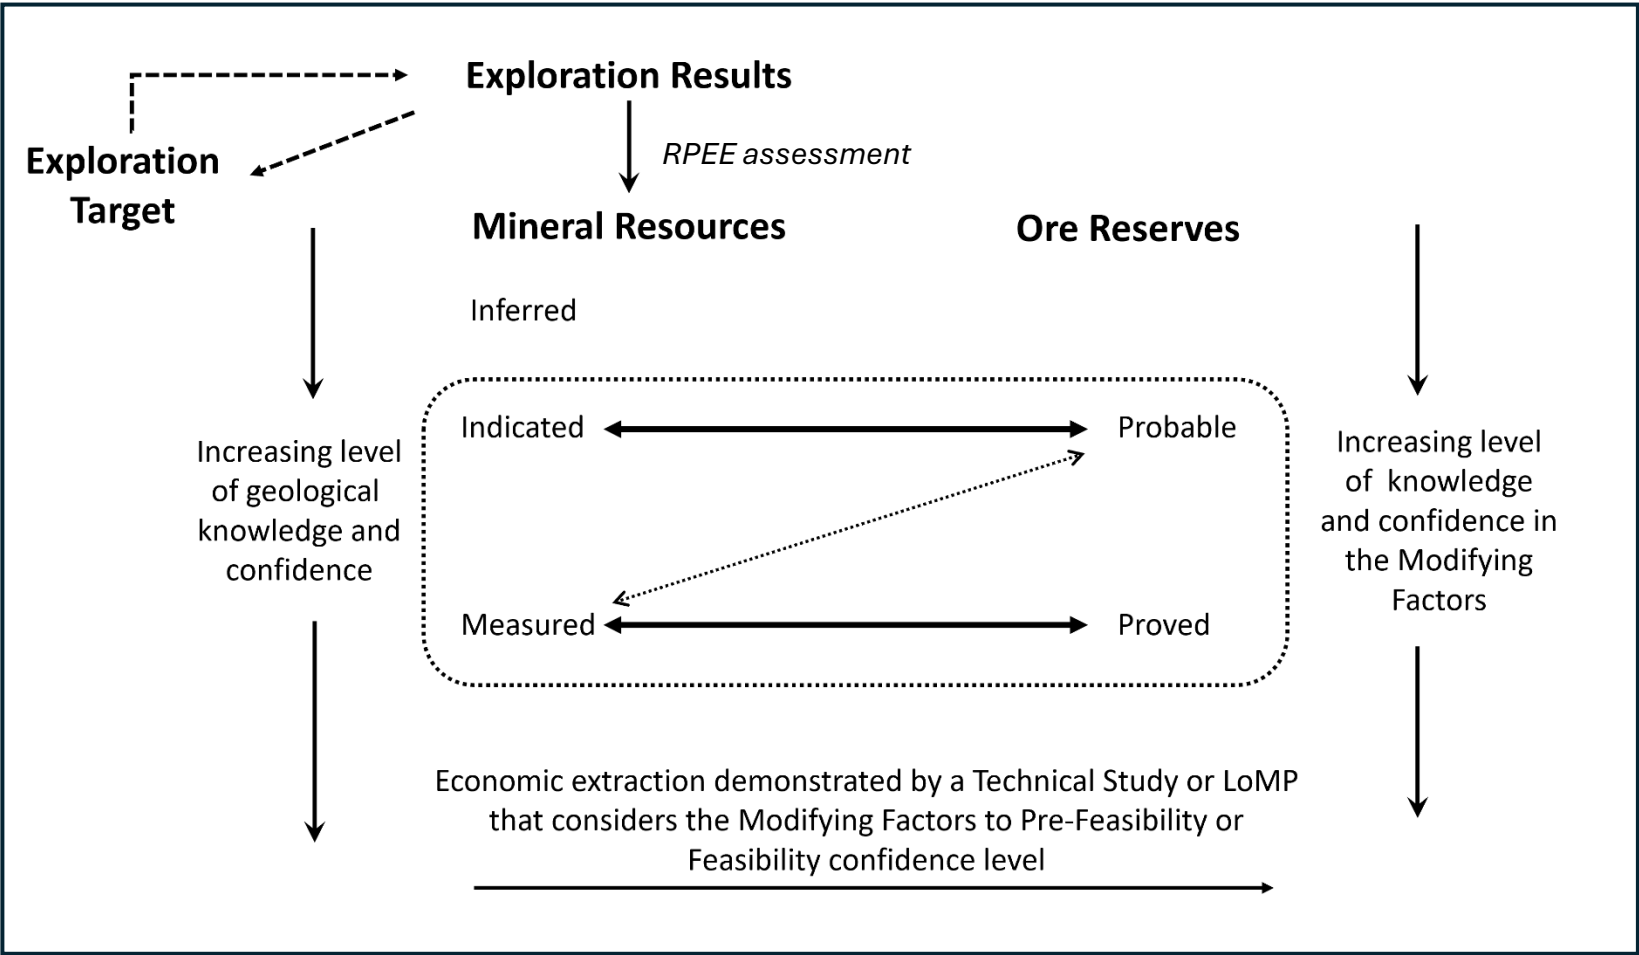 Exploration Results
Exploration
Target
RPEE assessment
Mineral Resources
Ore Reserves
Inferred
Indicated
Probable
Measured
Proved
Increasing level
of geological
knowledge and
confidence
Increasing level
of knowledge
and confidence in
the Modifying
Factors
Economic extraction demonstrated by a Technical Study or LoMP
that considers the Modifying Factors to Pre-Feasibility or
Feasibility confidence level